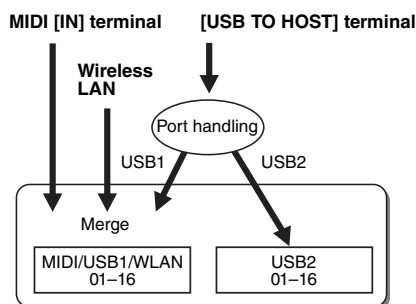 MIDI [IN] terminal
[USB TO HOST] terminal
Wireless
LAN
Port handling
USB1
USB2
Merge
MIDI/USB1/WLAN
01–16
USB2
01–16